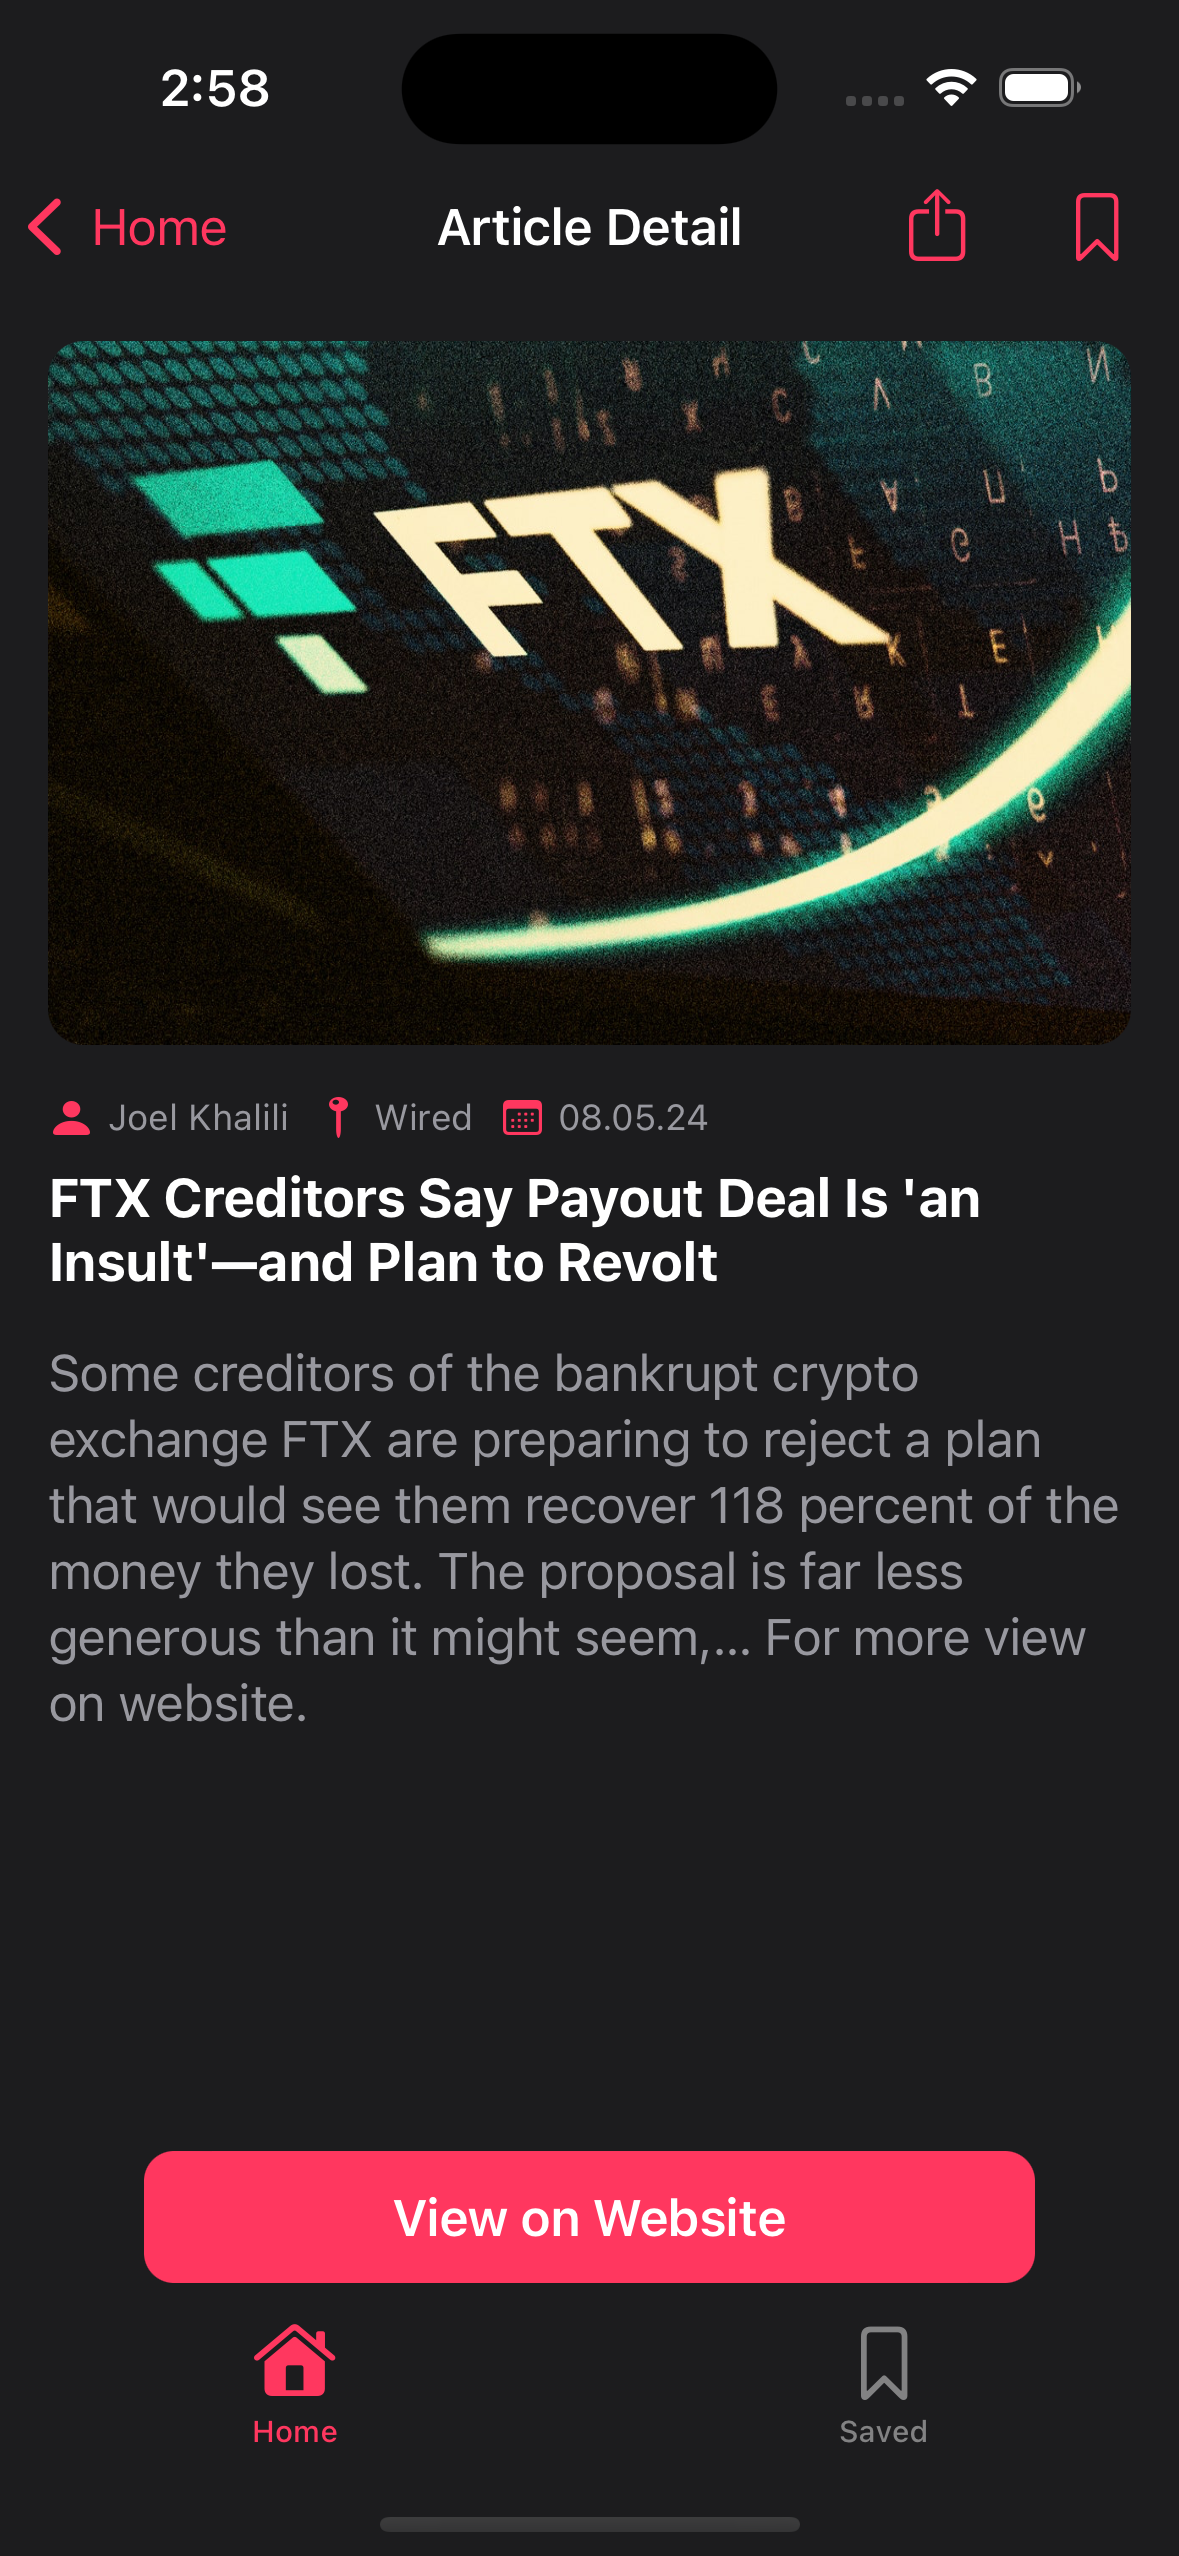 2:58
Home
Article Detail
FTX
Joel Khalili
Wired
08.05.24
FTX Creditors Say Payout Deal Is 'an
Insult'—and Plan to Revolt
Some creditors of the bankrupt crypto
exchange FTX are preparing to reject a plan
that would see them recover 118 percent of the
money they lost. The proposal is far less
generous than it might seem,... For more view
on website.
View on Website
Home
Saved